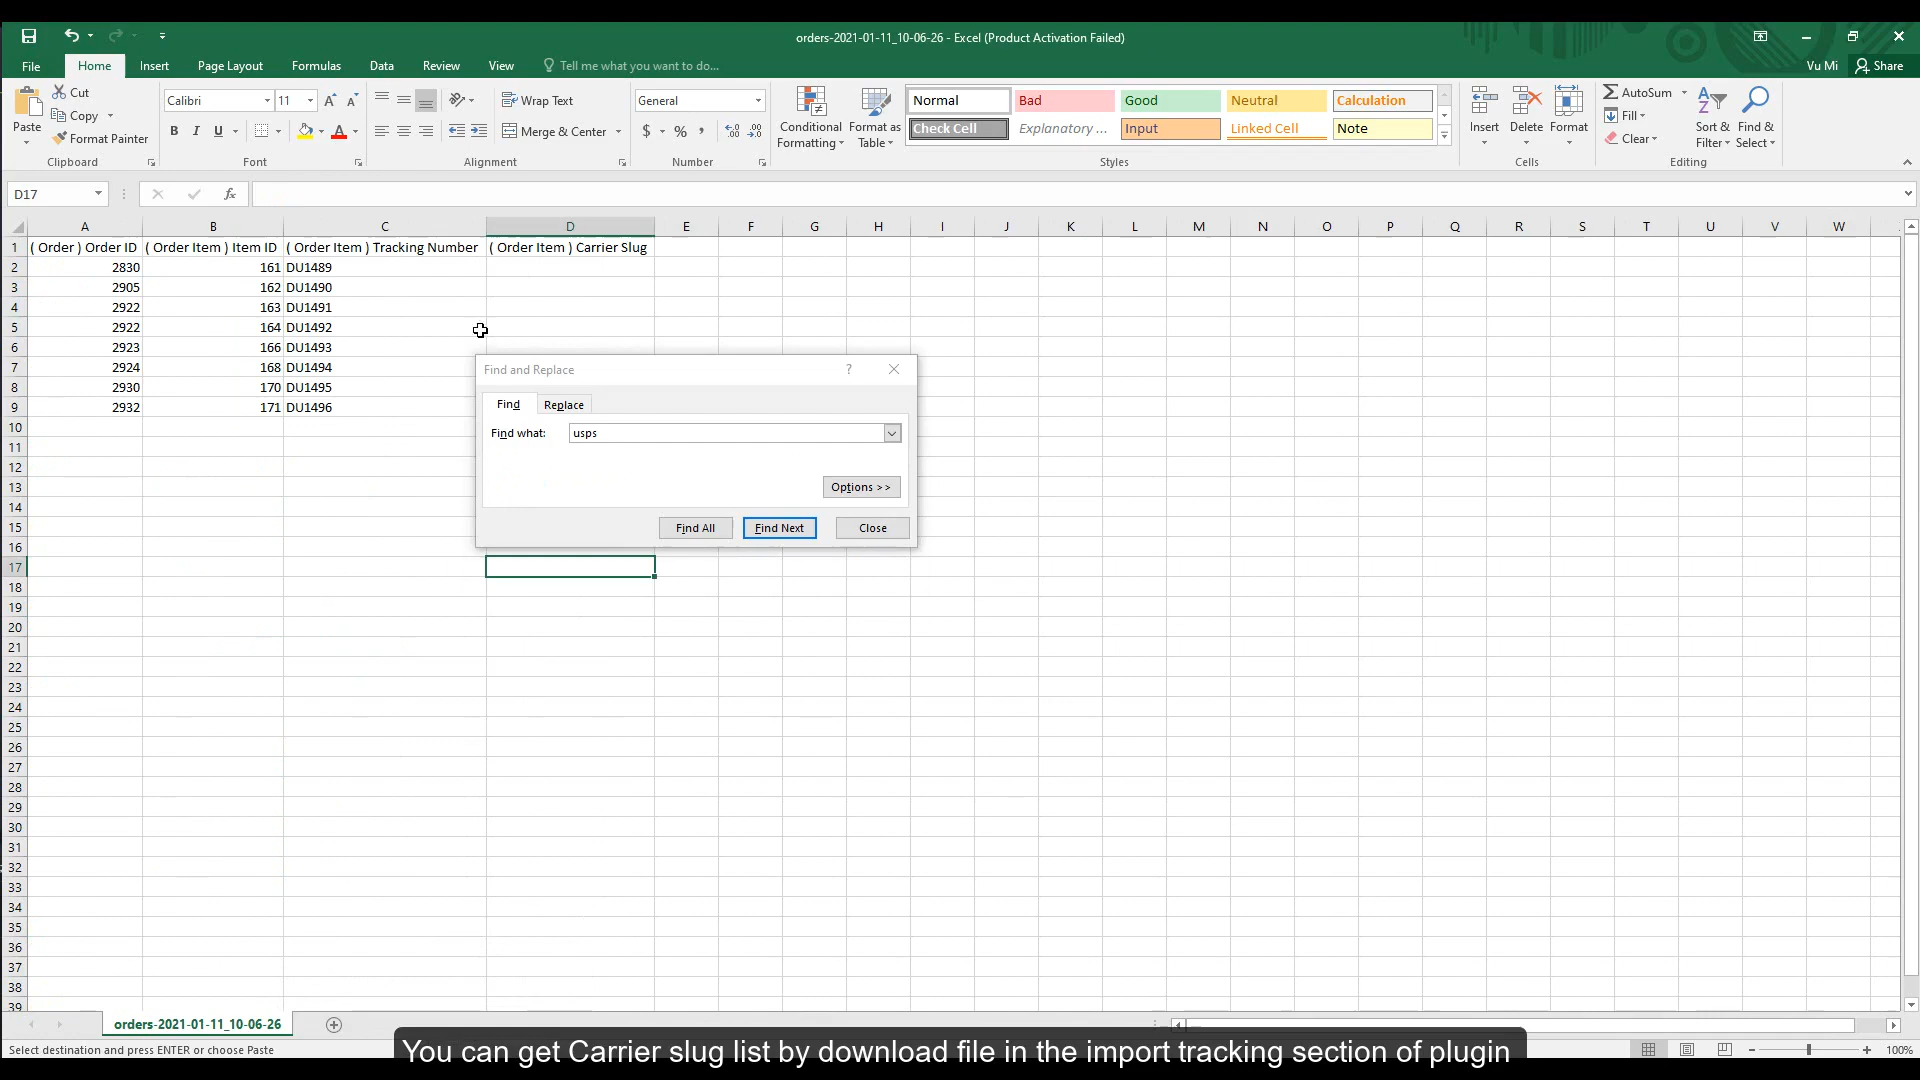 orders-2021-01-11_10-06-26 - Excel (Product Activation Failed)
File Home Insert Page Layout Formulas Data Review View Tell me what you want to do... Vu Mi Share
Paste
Cut
Copy
Format Painter
Clipboard
Calibri 11
B I U
Font
Wrap Text
Merge & Center
Alignment
General
$ % ,
Number
Conditional Formatting
Format as Table
Normal Bad Good Neutral Calculation
Check Cell Explanatory ... Input Linked Cell Note
Styles
Insert Delete Format
Cells
AutoSum
Fill
Clear
Sort & Filter
Find & Select
Editing
D17 fx
A B C D E F G H I J K L M N O P Q R S T U V W
1 ( Order ) Order ID ( Order Item ) Item ID ( Order Item ) Tracking Number ( Order Item ) Carrier Slug
2 2830 161 DU1489
3 2905 162 DU1490
4 2922 163 DU1491
5 2922 164 DU1492
6 2923 166 DU1493
7 2924 168 DU1494
8 2930 170 DU1495
9 2932 171 DU1496
10
11
12
13
14
15
16
17
18
19
20
21
22
23
24
25
26
27
28
29
30
31
32
33
34
35
36
37
38
39
Find and Replace ?
Find Replace
Find what: usps
Options >>
Find All Find Next Close
orders-2021-01-11_10-06-26
Select destination and press ENTER or choose Paste
100%
You can get Carrier slug list by download file in the import tracking section of plugin